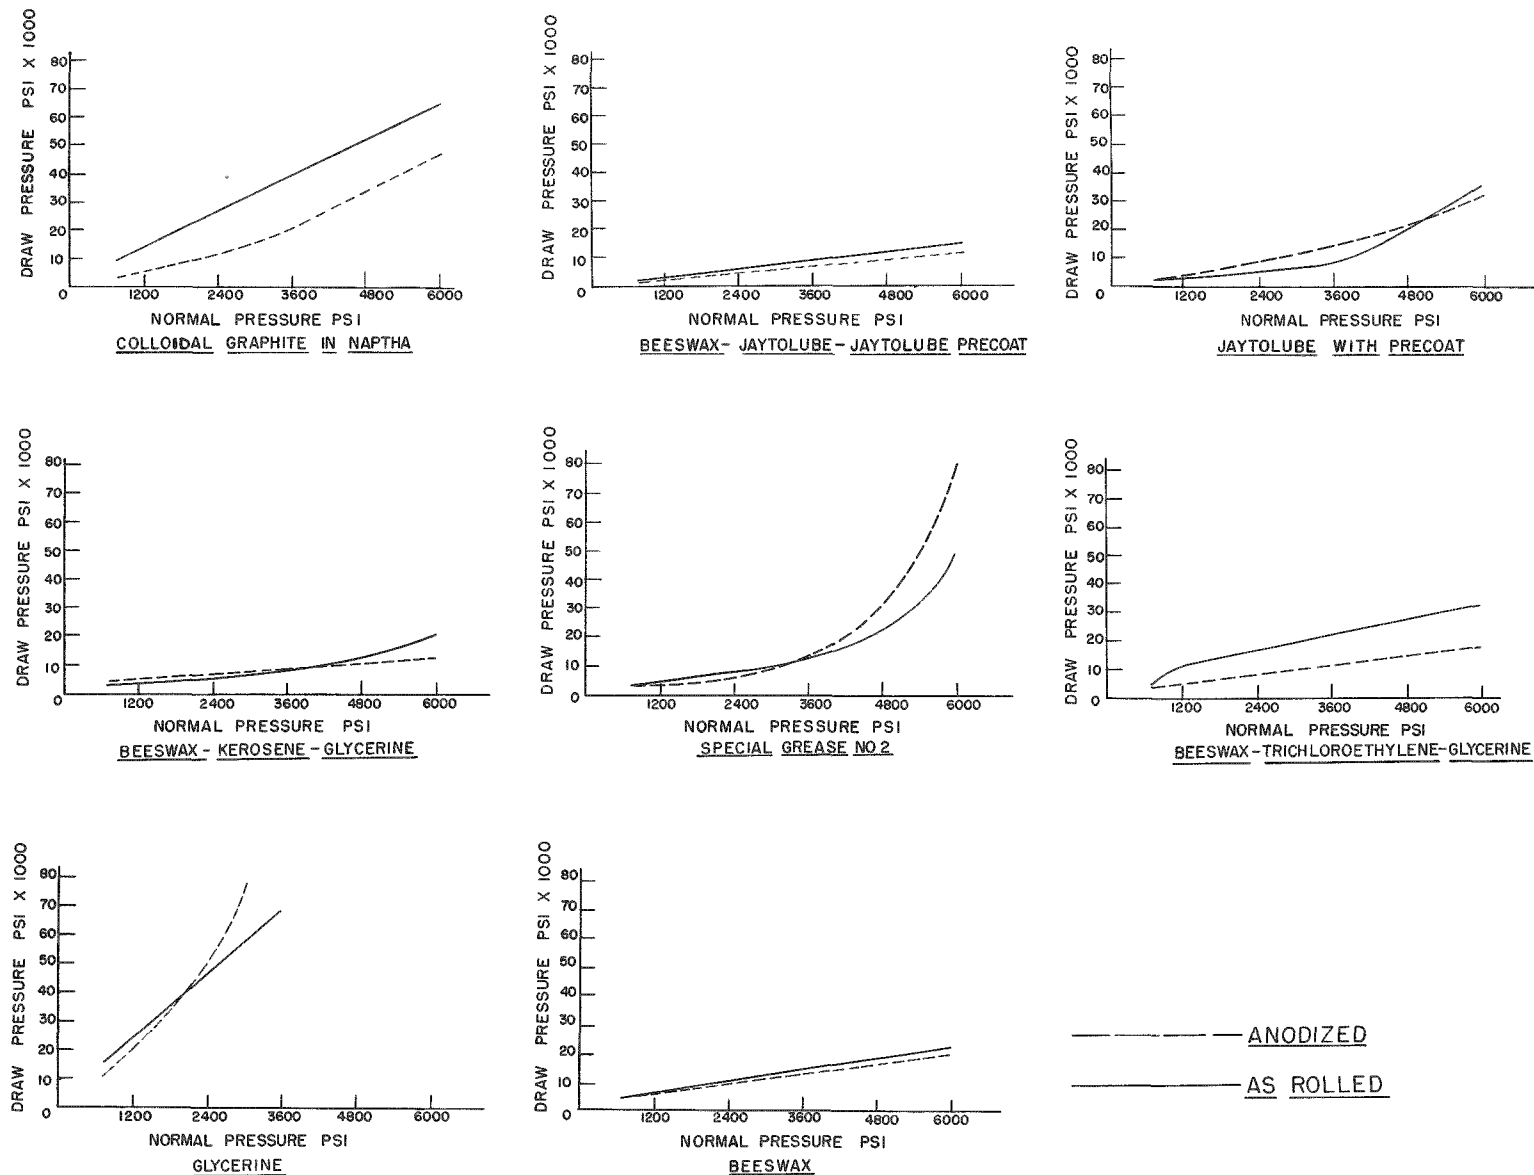 DRAW PRESSURE PSI X 1000
80
70
60
50
40
30
20
10
0
1200 2400 3600 4800 6000
NORMAL PRESSURE PSI
COLLOIDAL GRAPHITE IN NAPTHA
DRAW PRESSURE PSI X 1000
80
70
60
50
40
30
20
10
0
1200 2400 3600 4800 6000
NORMAL PRESSURE PSI
BEESWAX- JAYTOLUBE-JAYTOLUBE PRECOAT
DRAW PRESSURE PSI X 1000
80
70
60
50
40
30
20
10
0
1200 2400 3600 4800 6000
NORMAL PRESSURE PSI
JAYTOLUBE WITH PRECOAT
DRAW PRESSURE PSI X 1000
80
70
60
50
40
30
20
10
0
1200 2400 3600 4800 6000
NORMAL PRESSURE PSI
BEESWAX- KEROSENE-GLYCERINE
DRAW PRESSURE PSI X 1000
80
70
60
50
40
30
20
10
0
1200 2400 3600 4800 6000
NORMAL PRESSURE PSI
SPECIAL GREASE NO 2
DRAW PRESSURE PSI X 1000
80
70
60
50
40
30
20
10
0
1200 2400 3600 4800 6000
NORMAL PRESSURE PSI
BEESWAX-TRICHLOROETHYLENE-GLYCERINE
DRAW PRESSURE PSI X 1000
80
70
60
50
40
30
20
10
0
1200 2400 3600 4800 6000
NORMAL PRESSURE PSI
GLYCERINE
DRAW PRESSURE PSI X 1000
80
70
60
50
40
30
20
10
0
1200 2400 3600 4800 6000
NORMAL PRESSURE PSI
BEESWAX
ANODIZED
AS ROLLED